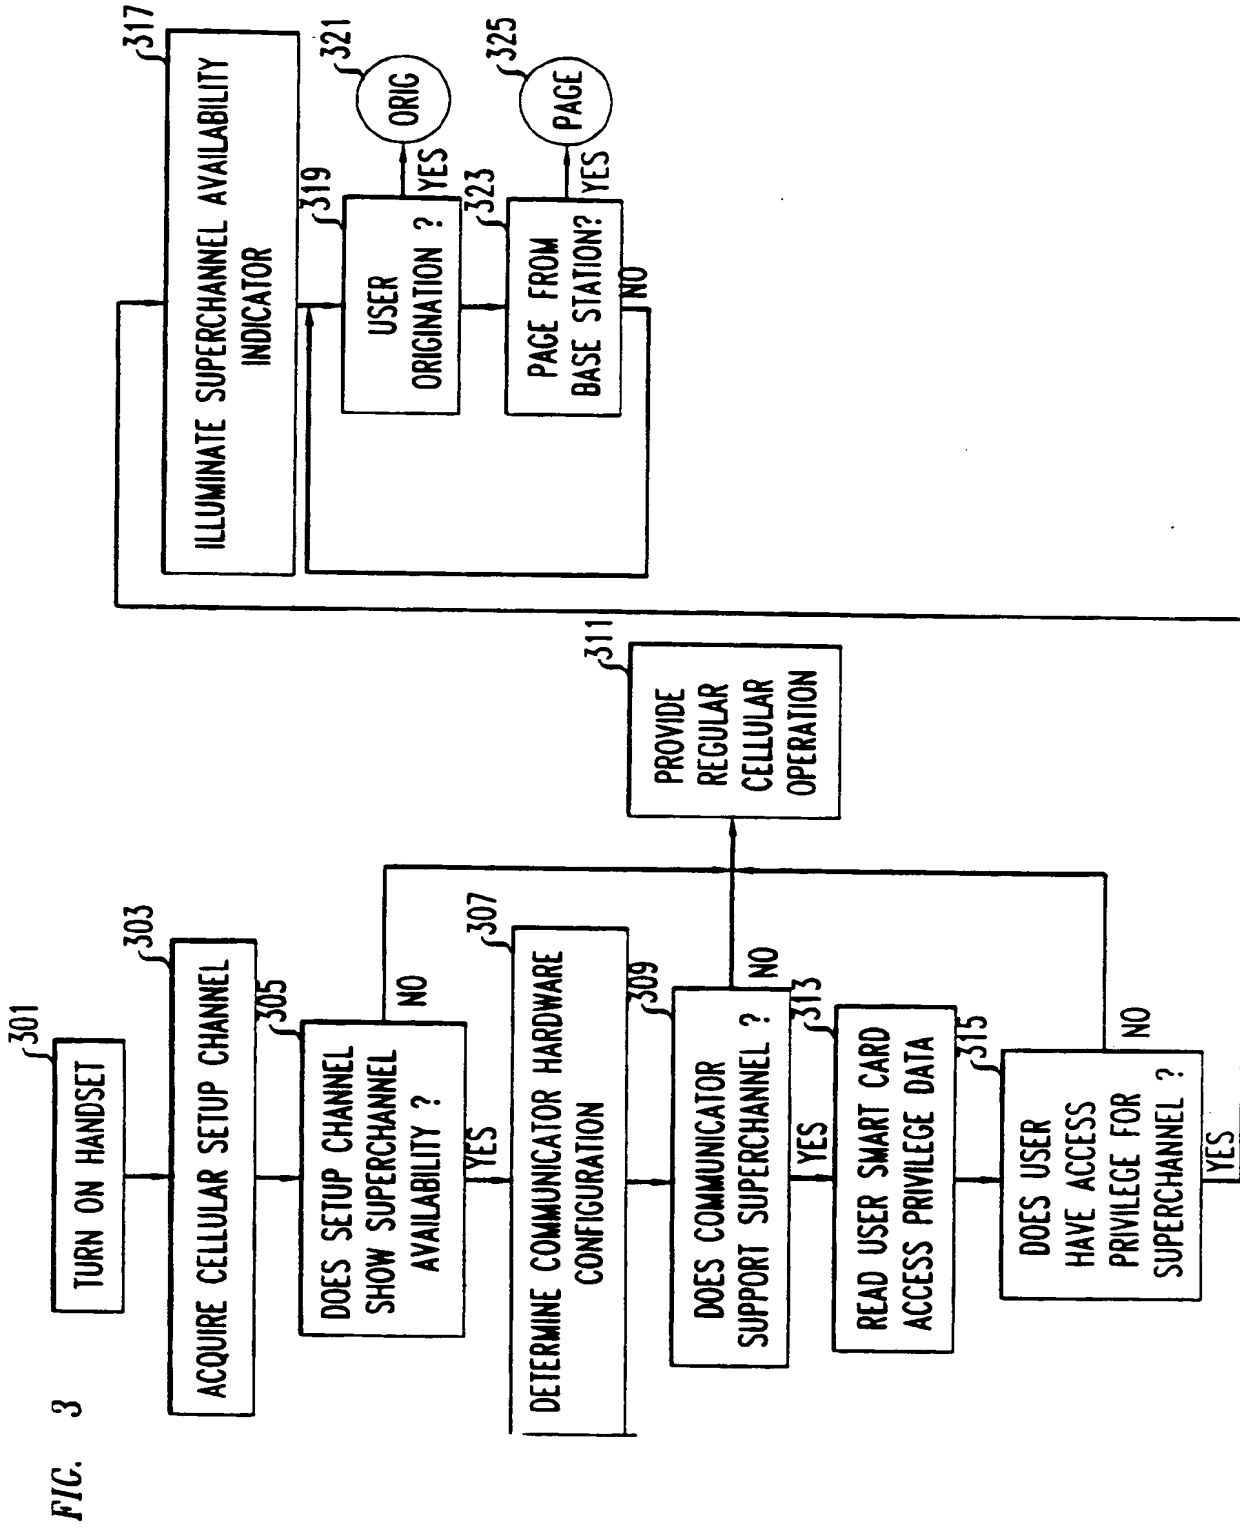 FIG. 3
301
TURN ON HANDSET
303
ACQUIRE CELLULAR SETUP CHANNEL
305
DOES SETUP CHANNEL
SHOW SUPERCHANNEL
AVAILABILITY ?
NO
YES
307
DETERMINE COMMUNICATOR HARDWARE
CONFIGURATION
309
DOES COMMUNICATOR
SUPPORT SUPERCHANNEL ?
NO
YES
311
PROVIDE
REGULAR
CELLULAR
OPERATION
313
READ USER SMART CARD
ACCESS PRIVILEGE DATA
315
DOES USER
HAVE ACCESS
PRIVILEGE FOR
SUPERCHANNEL ?
NO
YES
317
ILLUMINATE SUPERCHANNEL AVAILABILITY
INDICATOR
319
USER
ORIGINATION ?
YES
321
ORIG
323
PAGE FROM
BASE STATION?
YES
NO
325
PAGE